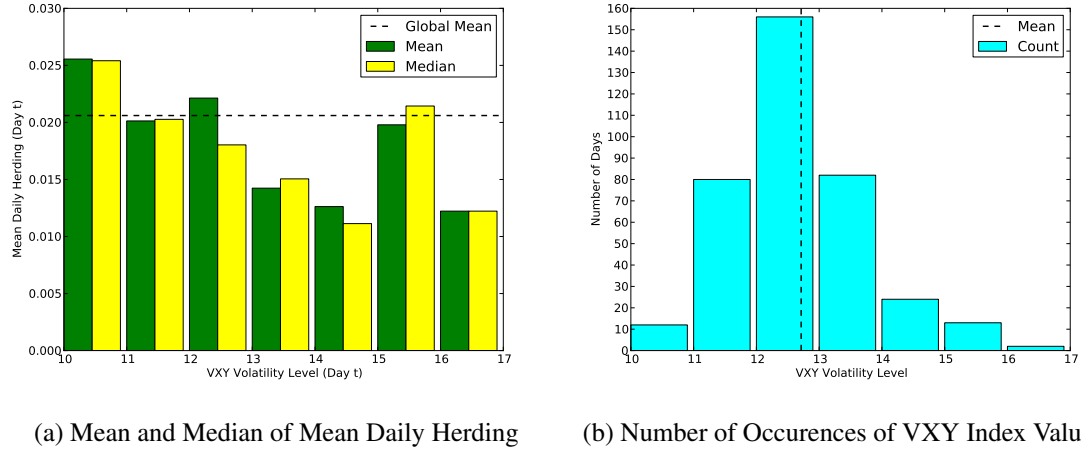 0.030
0.025
0.020
0.015
0.010
0.005
0.000
Mean Daily Herding (Day t)
Global Mean
Mean
Median
10 11 12 13 14 15 16 17
VXY Volatility Level (Day t)
160
150
140
130
120
110
100
90
80
70
60
50
40
30
20
10
0
Number of Days
Mean
Count
10 11 12 13 14 15 16 17
VXY Volatility Level
(a) Mean and Median of Mean Daily Herding
(b) Number of Occurences of VXY Index Valu